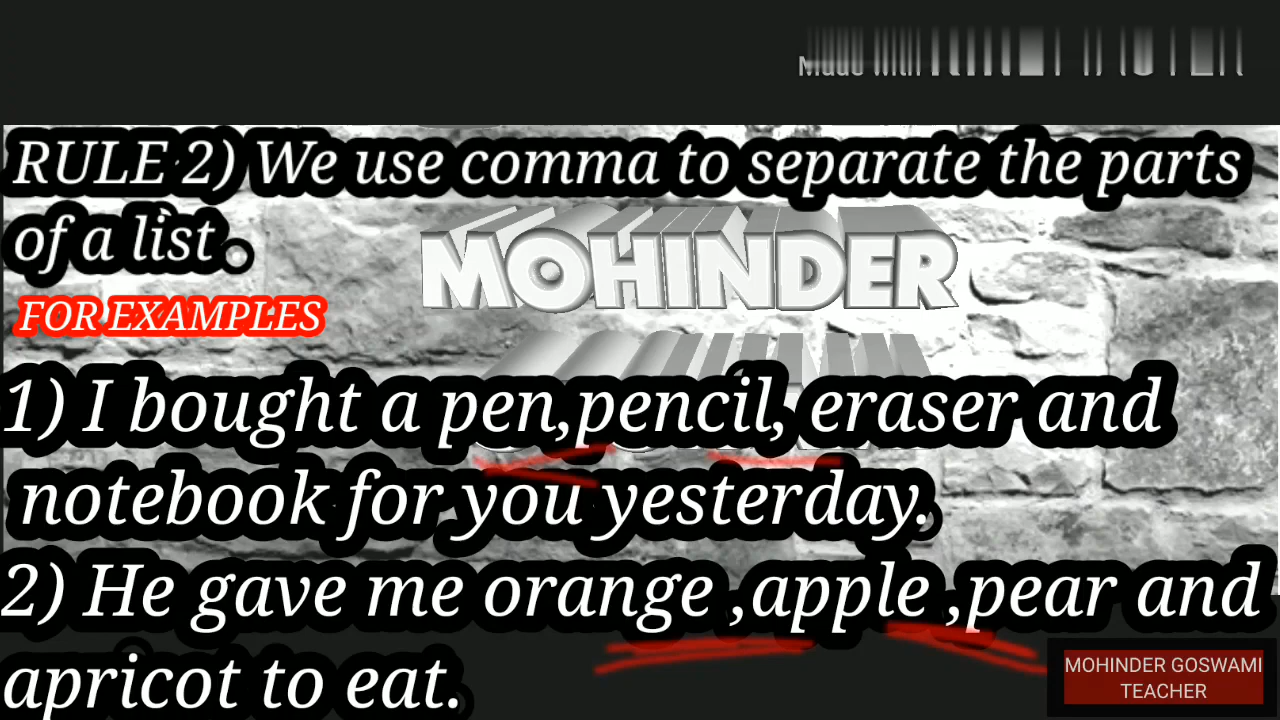 Made with
RULE 2) We use comma to separate the parts
of a list .
MOHINDER
FOR EXAMPLES
1) I bought a pen,pencil, eraser and
notebook for you yesterday.
2) He gave me orange ,apple ,pear and
apricot to eat.
MOHINDER GOSWAMI
TEACHER